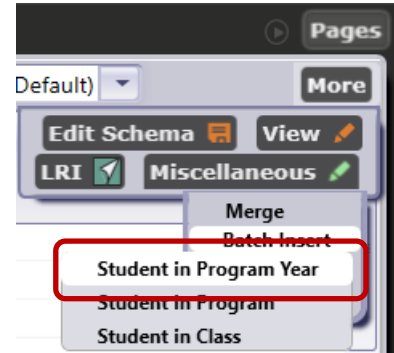 Pages
Default) More
Edit Schema View
LRI Miscellaneous
Merge
Batch Insert
Student in Program Year
Student in Program
Student in Class